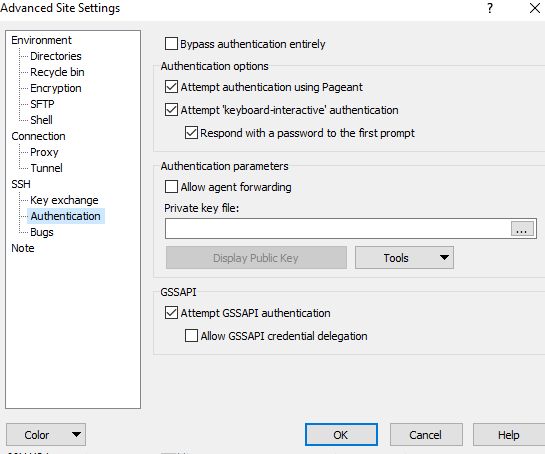 Advanced Site Settings
?
Environment
Directories
Recycle bin
Encryption
SFTP
Shell
Connection
Proxy
Tunnel
SSH
Key exchange
Authentication
Bugs
Note
Bypass authentication entirely
Authentication options
Attempt authentication using Pageant
Attempt 'keyboard-interactive' authentication
Respond with a password to the first prompt
Authentication parameters
Allow agent forwarding
Private key file:
...
Display Public Key
Tools
GSSAPI
Attempt GSSAPI authentication
Allow GSSAPI credential delegation
Color
OK
Cancel
Help